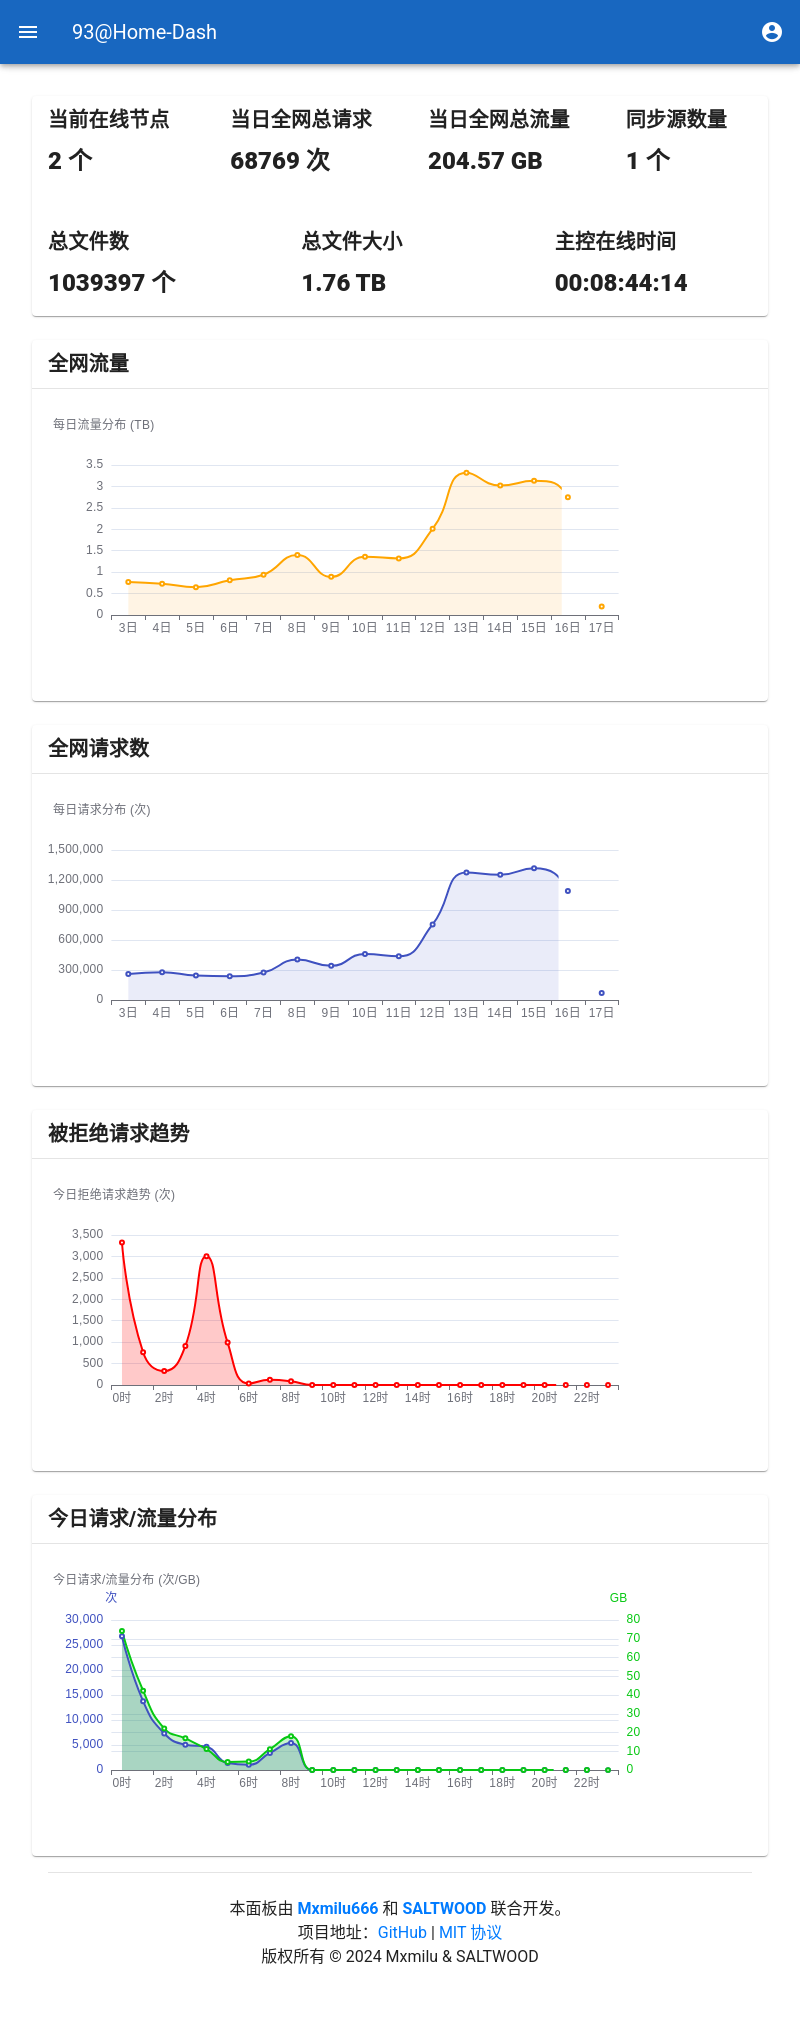 93@Home-Dash
当前在线节点 当日全网总请求 当日全网总流量 同步源数量
2 个 68769 次 204.57 GB 1 个
总文件数 总文件大小 主控在线时间
1039397 个 1.76 TB 00:08:44:14
全网流量
每日流量分布 (TB)
3.5
3
2.5
2
1.5
1
0.5
0
3日 4日 5日 6日 7日 8日 9日 10日 11日 12日 13日 14日 15日 16日 17日
全网请求数
每日请求分布 (次)
1,500,000
1,200,000
900,000
600,000
300,000
0
3日 4日 5日 6日 7日 8日 9日 10日 11日 12日 13日 14日 15日 16日 17日
被拒绝请求趋势
今日拒绝请求趋势 (次)
3,500
3,000
2,500
2,000
1,500
1,000
500
0
0时 2时 4时 6时 8时 10时 12时 14时 16时 18时 20时 22时
今日请求/流量分布
今日请求/流量分布 (次/GB)
次 GB
30,000 80
25,000 70
20,000 60
15,000 50
10,000 40
5,000 30
0 20
10
0
0时 2时 4时 6时 8时 10时 12时 14时 16时 18时 20时 22时
本面板由 Mxmilu666 和 SALTWOOD 联合开发。
项目地址：GitHub | MIT 协议
版权所有 © 2024 Mxmilu & SALTWOOD